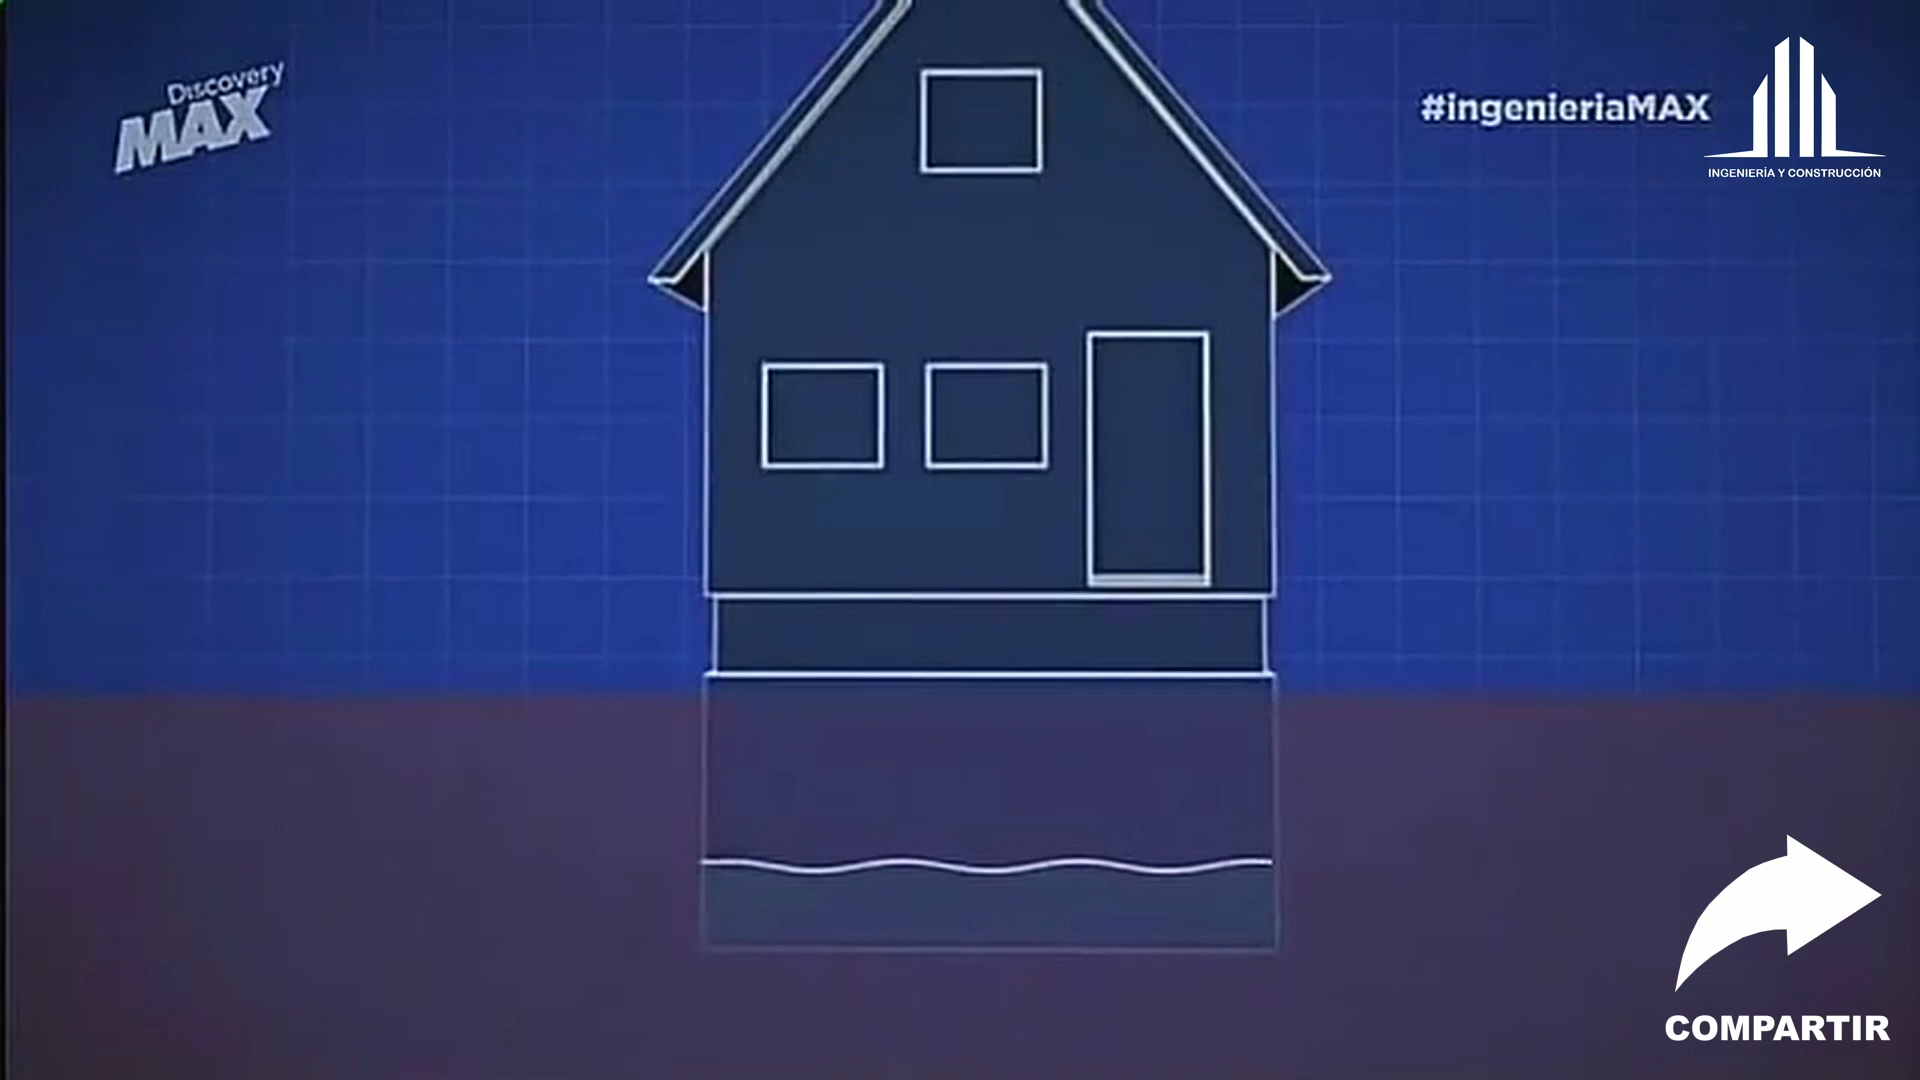 Discovery
MAX
#ingenieriaMAX
INGENIERÍA Y CONSTRUCCIÓN
COMPARTIR